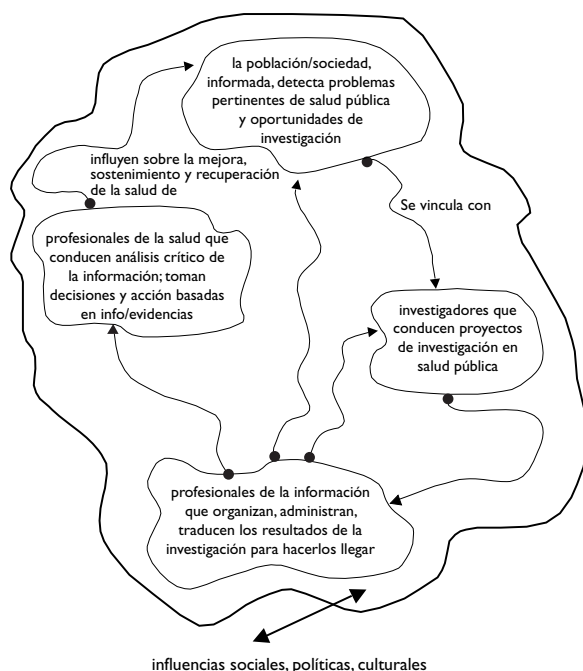 la población/sociedad,
informada, detecta problemas
pertinentes de salud pública
y oportunidades de
investigación
influyen sobre la mejora,
sostenimiento y recuperación
de la salud de
Se vincula con
profesionales de la salud que
conducen análisis crítico de
la información; toman
decisiones y acción basadas
en info/evidencias
investigadores que
conducen proyectos
de investigación en
salud pública
profesionales de la información
que organizan, administran,
traducen los resultados de la
investigación para hacerlos llegar
influencias sociales, políticas, culturales